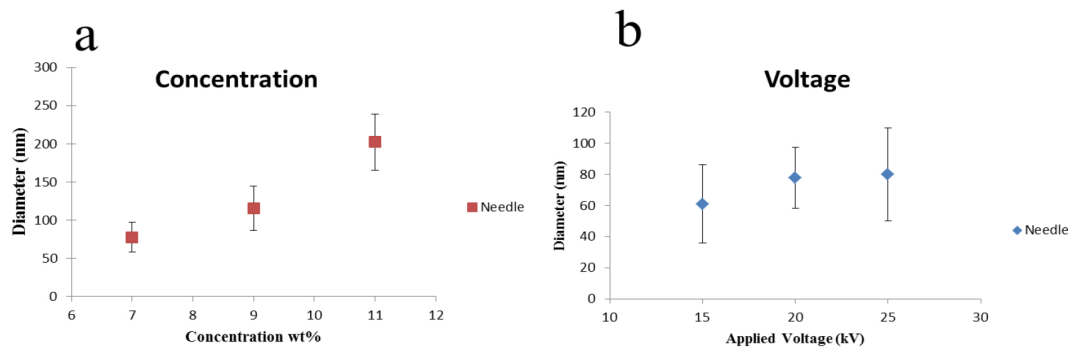 a
Concentration
300
250
200
150
100
50
0
Diameter (nm)
6 7 8 9 10 11 12
Concentration wt%
Needle
b
Voltage
120
100
80
60
40
20
0
Diameter (nm)
10 15 20 25 30
Applied Voltage (kV)
Needle